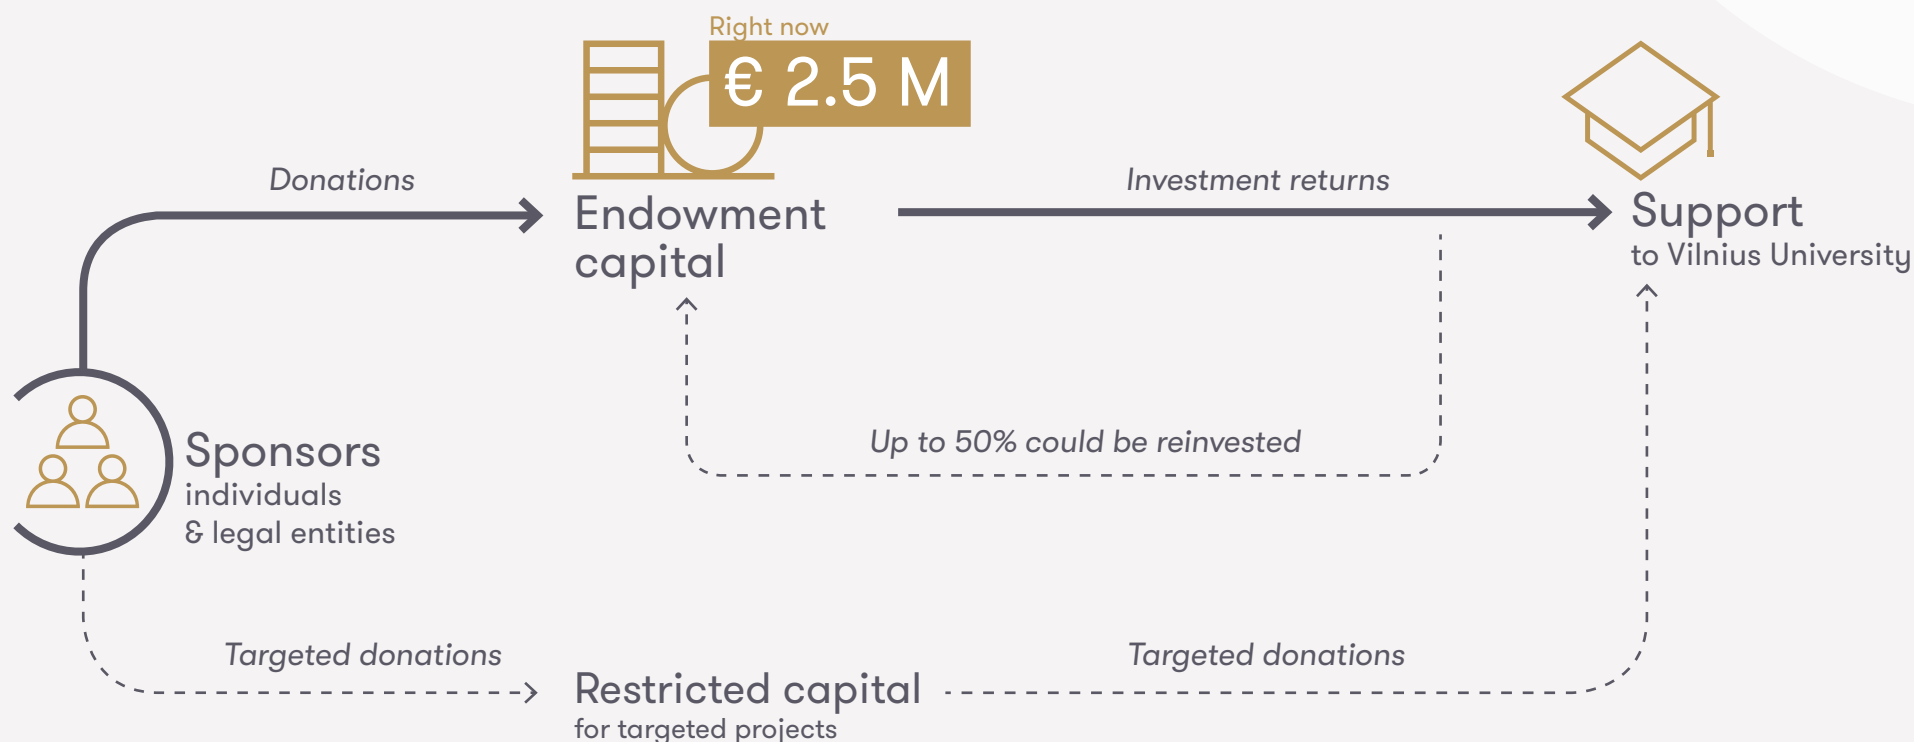 Right now
€ 2.5 M
Donations
Endowment
capital
Investment returns
Support
to Vilnius University
Up to 50% could be reinvested
Sponsors
individuals
& legal entities
Targeted donations
Restricted capital
for targeted projects
Targeted donations